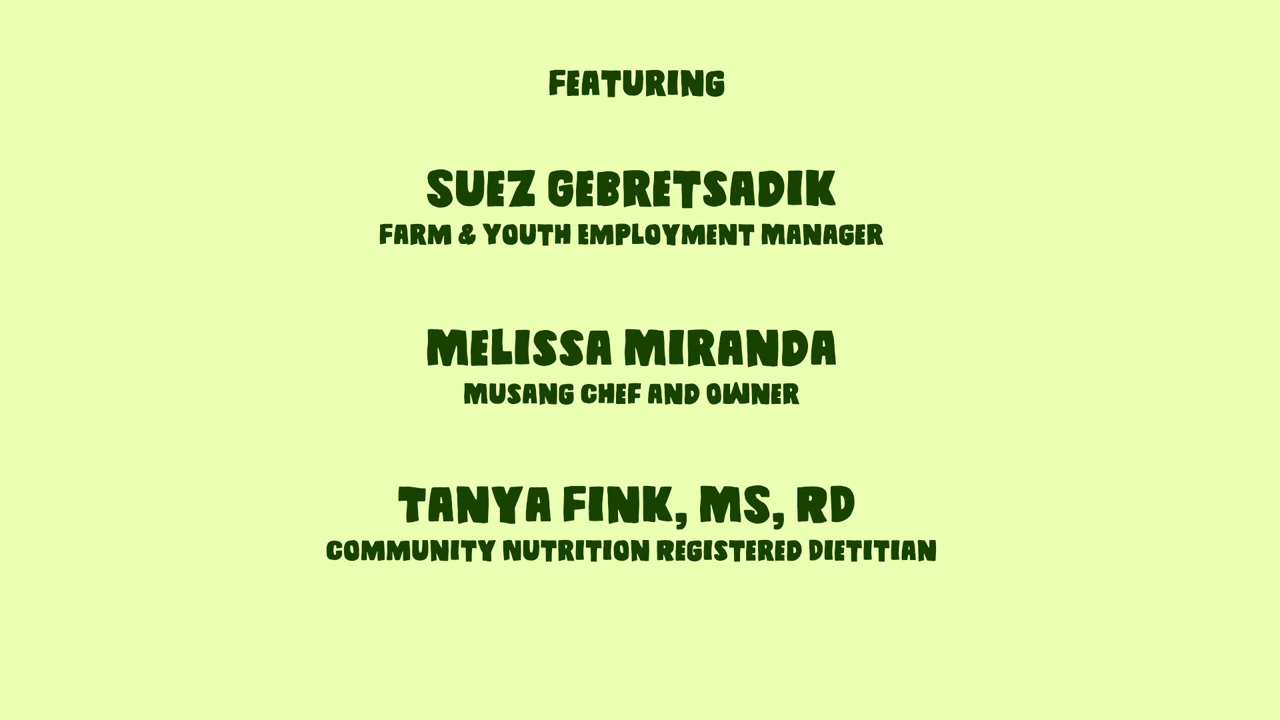 FEATURING
SUEZ GEBRETSADIK
FARM & YOUTH EMPLOYMENT MANAGER
MELISSA MIRANDA
MUSANG CHEF AND OWNER
TANYA FINK, MS, RD
COMMUNITY NUTRITION REGISTERED DIETITIAN